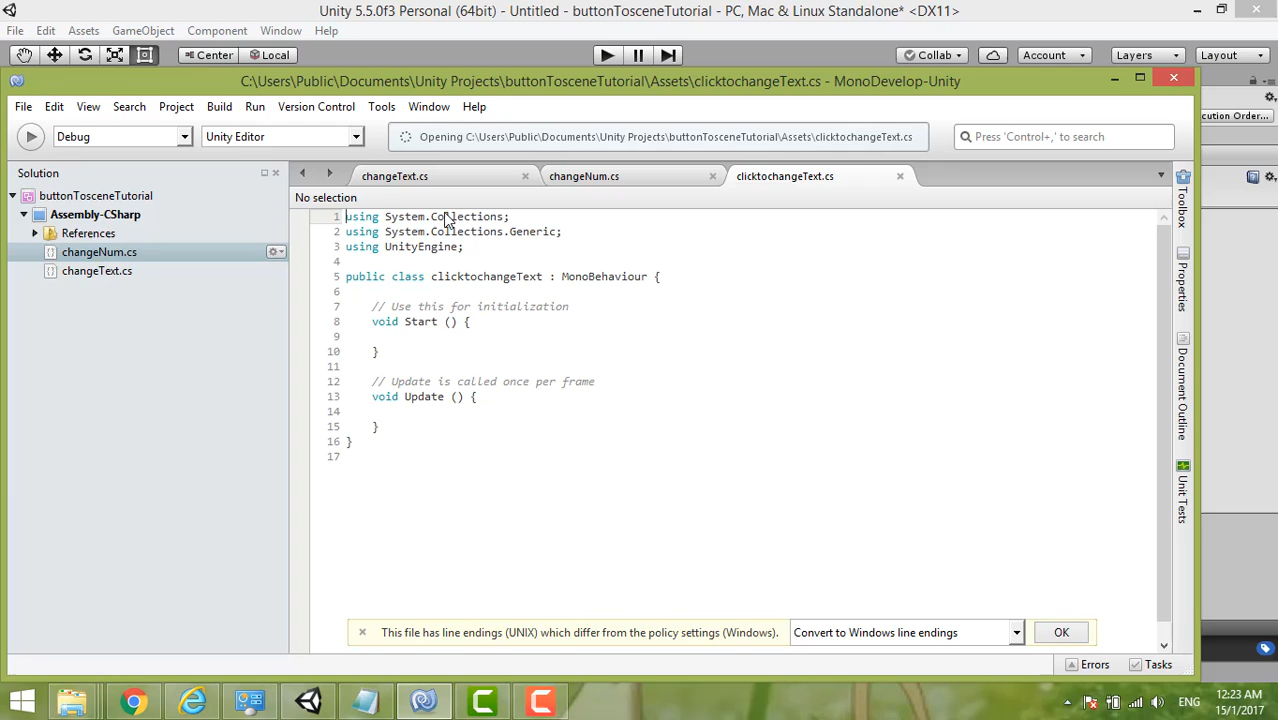 Unity 5.5.0f3 Personal (64bit) - Untitled - buttonTosceneTutorial - PC, Mac & Linux Standalone* <DX11>
File Edit Assets GameObject Component Window Help
Center Local Collab Account Layers Layout
C:\Users\Public\Documents\Unity Projects\buttonTosceneTutorial\Assets\clicktochangeText.cs - MonoDevelop-Unity
File Edit View Search Project Build Run Version Control Tools Window Help
cution Order...
Debug Unity Editor Opening C:\Users\Public\Documents\Unity Projects\buttonTosceneTutorial\Assets\clicktochangeText.cs Press 'Control+,' to search
Solution
changeText.cs changeNum.cs clicktochangeText.cs
buttonTosceneTutorial
Assembly-CSharp
References
changeNum.cs
changeText.cs
No selection
1 using System.Collections;
2 using System.Collections.Generic;
3 using UnityEngine;
4
5 public class clicktochangeText : MonoBehaviour {
6
7 // Use this for initialization
8 void Start () {
9
10 }
11
12 // Update is called once per frame
13 void Update () {
14
15 }
16 }
17
Toolbox
Properties
Document Outline
Unit Tests
This file has line endings (UNIX) which differ from the policy settings (Windows). Convert to Windows line endings OK
Errors Tasks
ENG
12:23 AM
15/1/2017